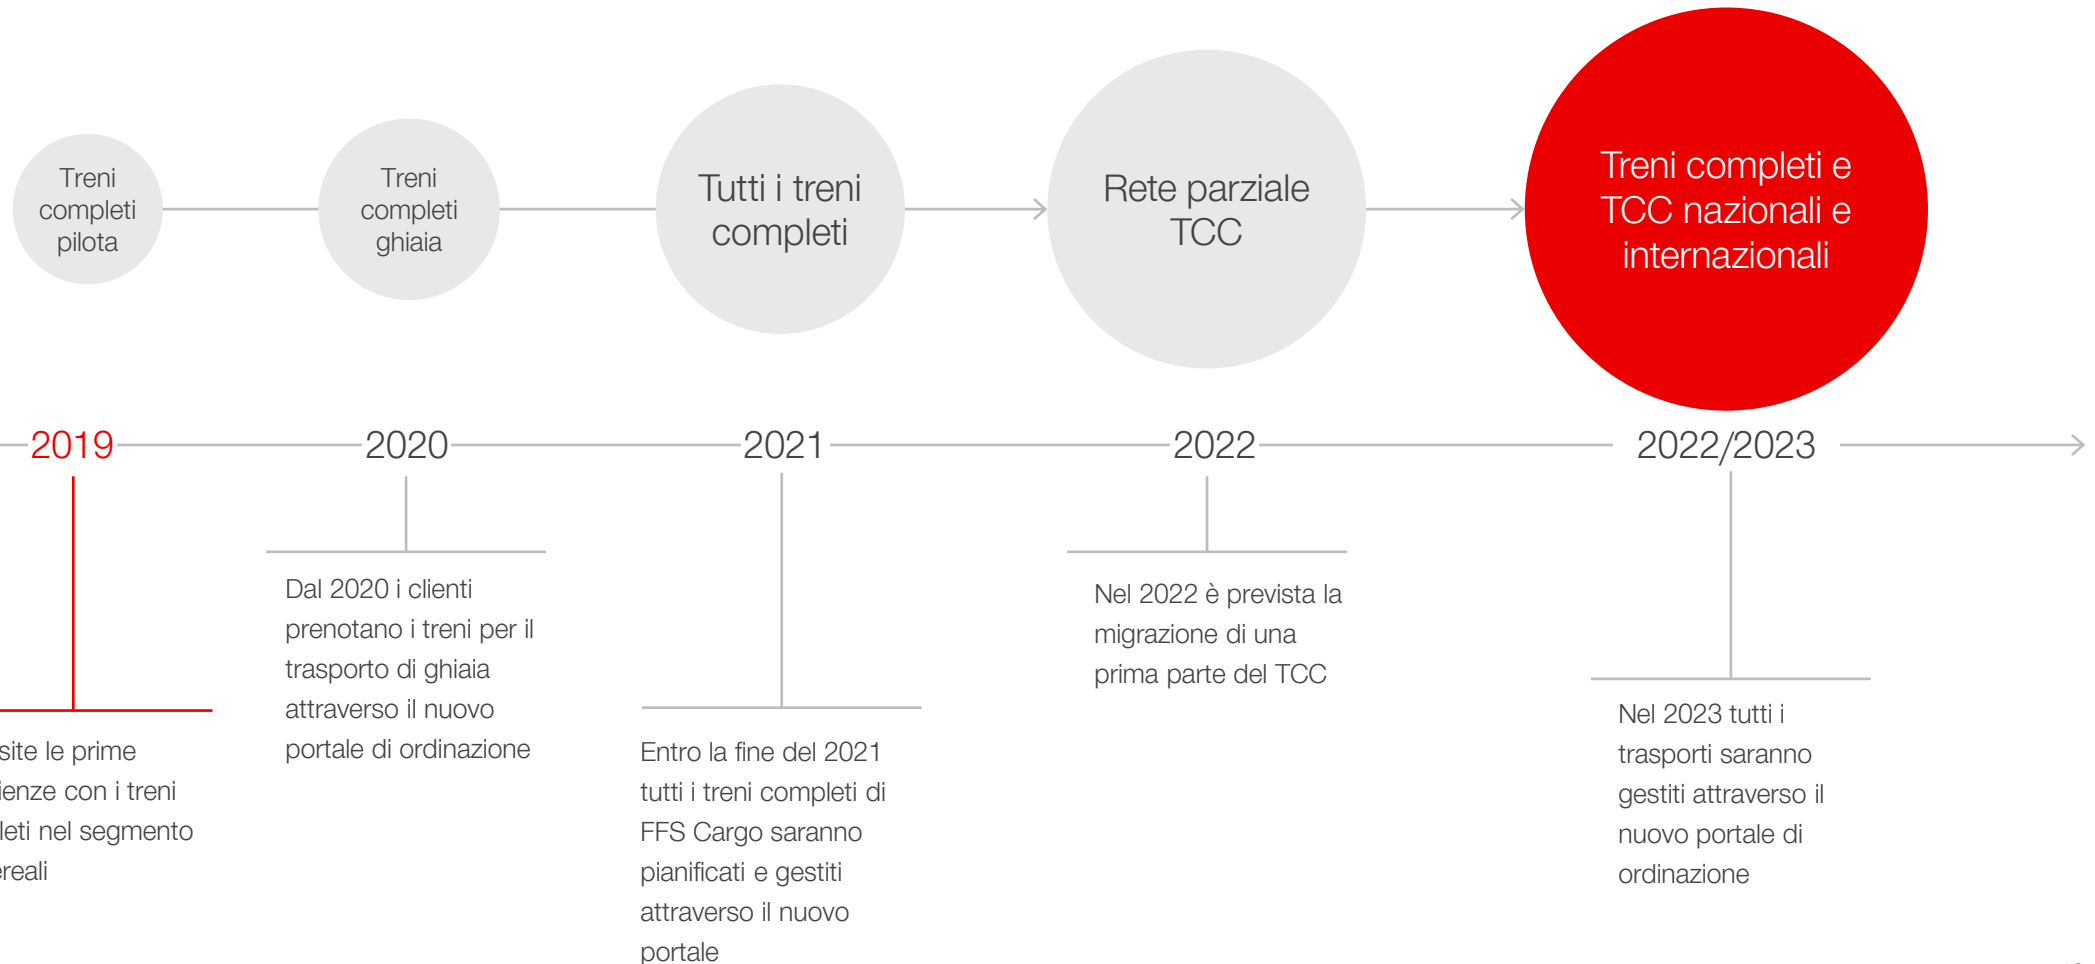 Treni
completi
pilota
Treni
completi
ghiaia
Tutti i treni
completi
Rete parziale
TCC
Treni completi e
TCC nazionali e
internazionali
2019
2020
2021
2022
2022/2023
le prime
con i treni
nel segmento
Dal 2020 i clienti
prenotano i treni per il
trasporto di ghiaia
attraverso il nuovo
portale di ordinazione
Entro la fine del 2021
tutti i treni completi di
FFS Cargo saranno
pianificati e gestiti
attraverso il nuovo
portale
Nel 2022 è prevista la
migrazione di una
prima parte del TCC
Nel 2023 tutti i
trasporti saranno
gestiti attraverso il
nuovo portale di
ordinazione